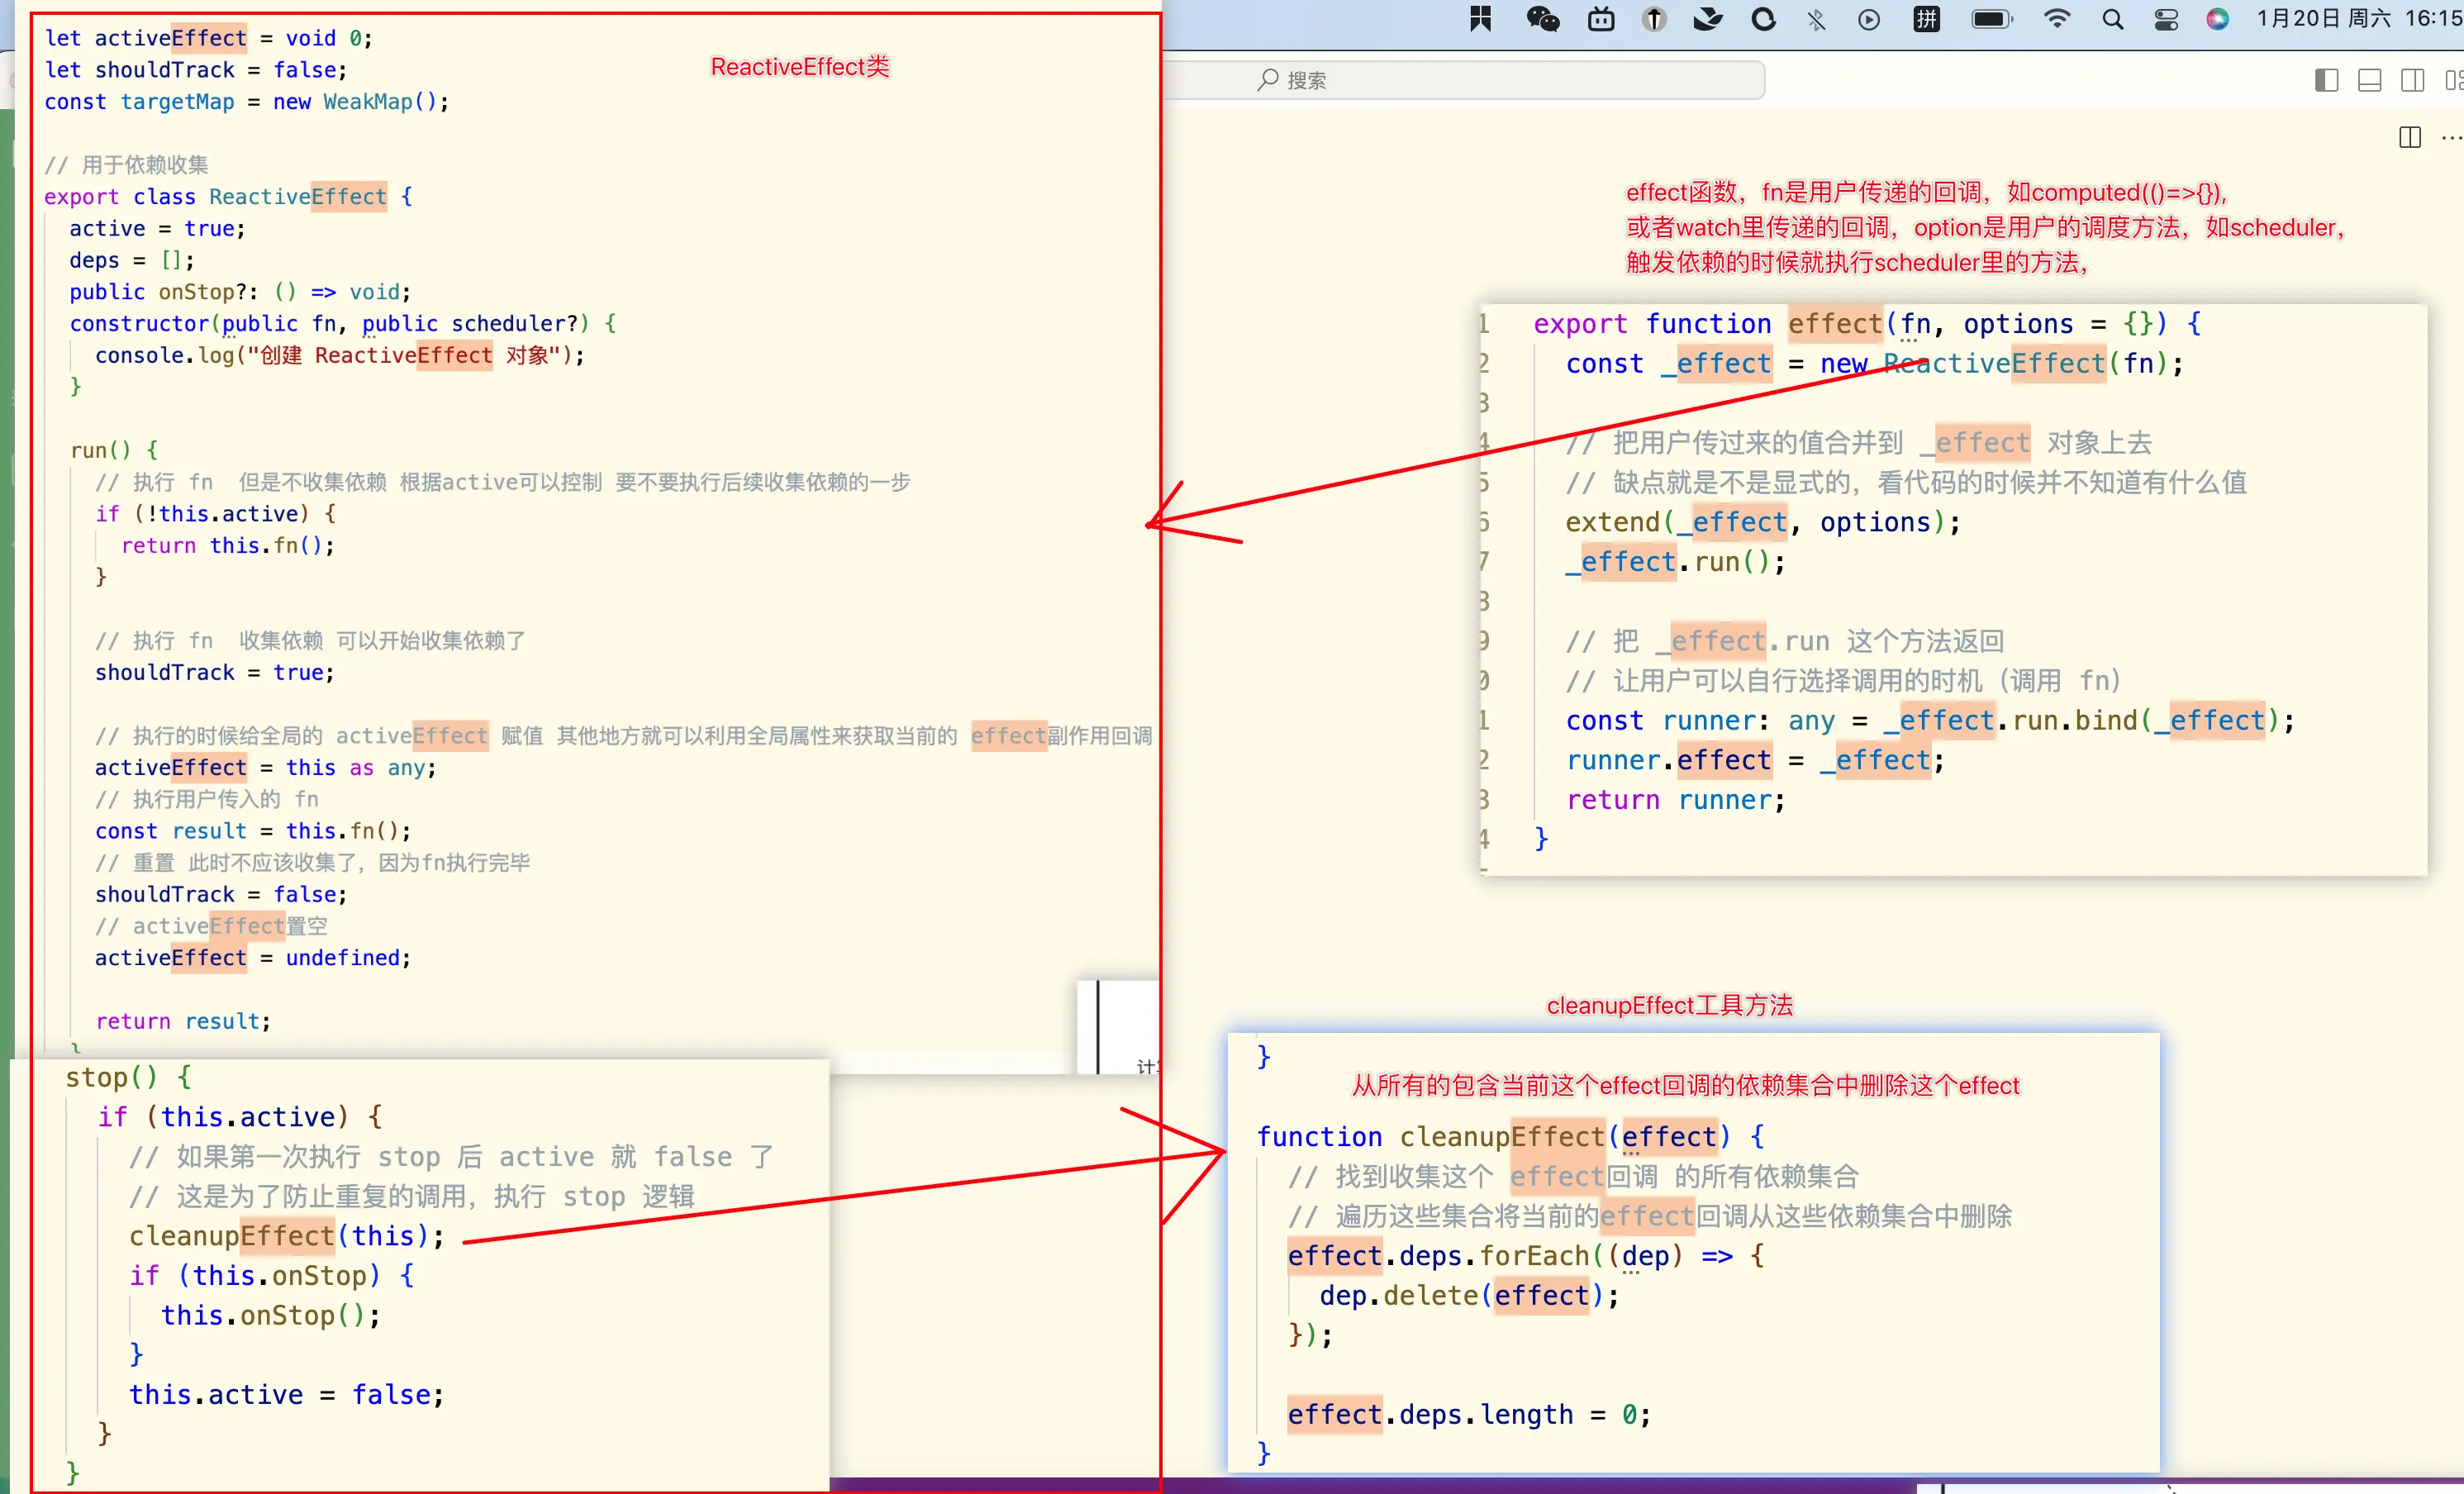 1月20日 周六 16:15
搜索
let activeEffect = void 0;
let shouldTrack = false;
const targetMap = new WeakMap();
ReactiveEffect类
// 用于依赖收集
export class ReactiveEffect {
active = true;
deps = [];
public onStop?: () => void;
constructor(public fn, public scheduler?) {
console.log("创建 ReactiveEffect 对象");
}
run() {
// 执行 fn 但是不收集依赖 根据active可以控制 要不要执行后续收集依赖的一步
if (!this.active) {
return this.fn();
}
// 执行 fn 收集依赖 可以开始收集依赖了
shouldTrack = true;
// 执行的时候给全局的 activeEffect 赋值 其他地方就可以利用全局属性来获取当前的 effect副作用回调
activeEffect = this as any;
// 执行用户传入的 fn
const result = this.fn();
// 重置 此时不应该收集了，因为fn执行完毕
shouldTrack = false;
// activeEffect置空
activeEffect = undefined;
return result;
}
stop() {
if (this.active) {
// 如果第一次执行 stop 后 active 就 false 了
// 这是为了防止重复的调用，执行 stop 逻辑
cleanupEffect(this);
if (this.onStop) {
this.onStop();
}
this.active = false;
}
}
effect函数，fn是用户传递的回调，如computed(()=>{}),
或者watch里传递的回调，option是用户的调度方法，如scheduler，
触发依赖的时候就执行scheduler里的方法，
1 export function effect(fn, options = {}) {
2 const _effect = new ReactiveEffect(fn);
3
4 // 把用户传过来的值合并到 _effect 对象上去
5 // 缺点就是不是显式的，看代码的时候并不知道有什么值
6 extend(_effect, options);
7 _effect.run();
8
9 // 把 _effect.run 这个方法返回
0 // 让用户可以自行选择调用的时机（调用 fn）
1 const runner: any = _effect.run.bind(_effect);
2 runner.effect = _effect;
3 return runner;
4 }
cleanupEffect工具方法
}
从所有的包含当前这个effect回调的依赖集合中删除这个effect
function cleanupEffect(effect) {
// 找到收集这个 effect回调 的所有依赖集合
// 遍历这些集合将当前的effect回调从这些依赖集合中删除
effect.deps.forEach((dep) => {
dep.delete(effect);
});
effect.deps.length = 0;
}